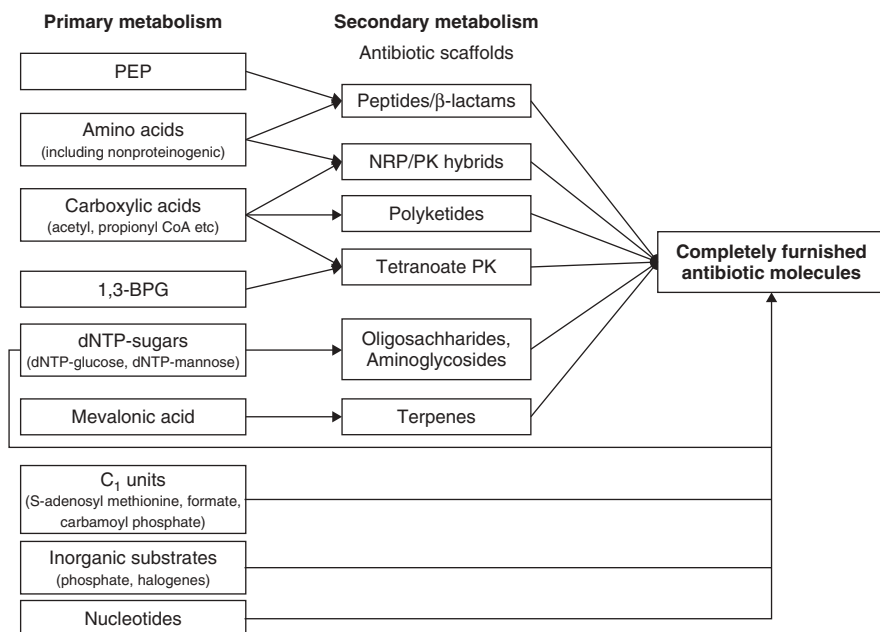 Primary metabolism
Secondary metabolism
Antibiotic scaffolds
PEP
Amino acids
(including nonproteinogenic)
Carboxylic acids
(acetyl, propionyl CoA etc)
1,3-BPG
dNTP-sugars
(dNTP-glucose, dNTP-mannose)
Mevalonic acid
C₁ units
(S-adenosyl methionine, formate,
carbamoyl phosphate)
Inorganic substrates
(phosphate, halogenes)
Nucleotides
Peptides/β-lactams
NRP/PK hybrids
Polyketides
Tetranoate PK
Oligosachharides,
Aminoglycosides
Terpenes
Completely furnished
antibiotic molecules